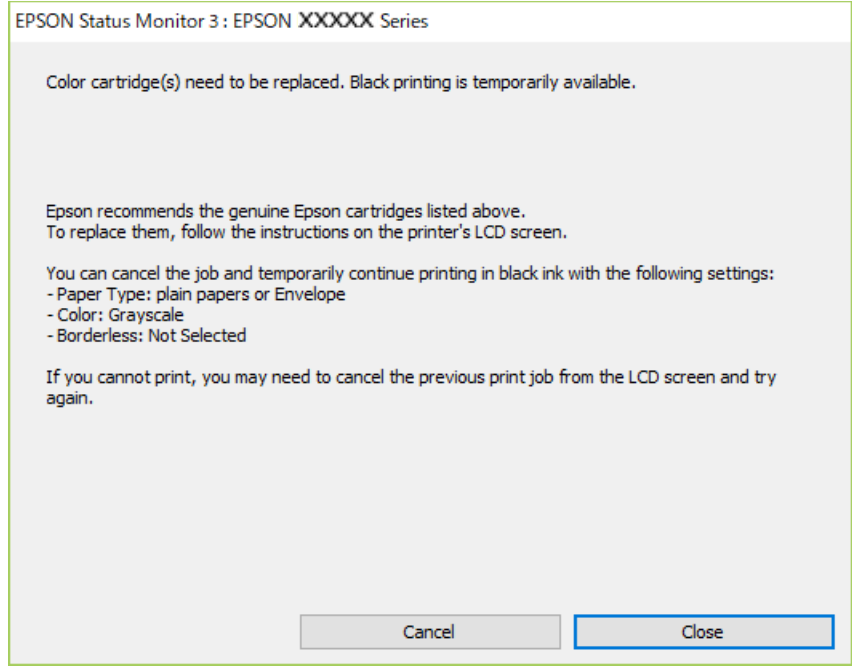 EPSON Status Monitor 3 : EPSON XXXXX Series
Color cartridge(s) need to be replaced. Black printing is temporarily available.
Epson recommends the genuine Epson cartridges listed above.
To replace them, follow the instructions on the printer's LCD screen.
You can cancel the job and temporarily continue printing in black ink with the following settings:
- Paper Type: plain papers or Envelope
- Color: Grayscale
- Borderless: Not Selected
If you cannot print, you may need to cancel the previous print job from the LCD screen and try
again.
Cancel
Close